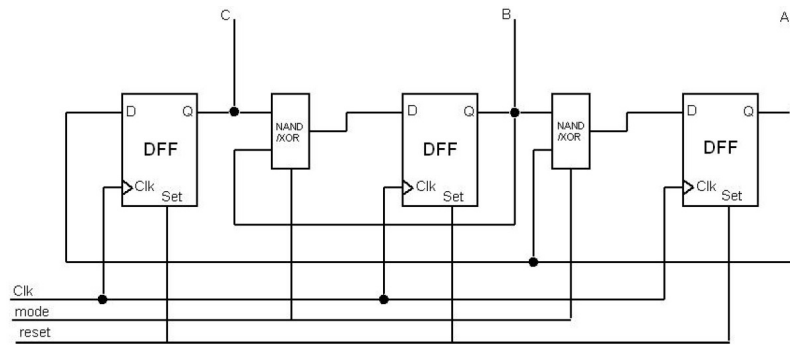 C
B
A
D Q
DFF
Clk
Set
NAND
/XOR
D Q
DFF
Clk
Set
NAND
/XOR
D Q
DFF
Clk
Set
Clk
mode
reset